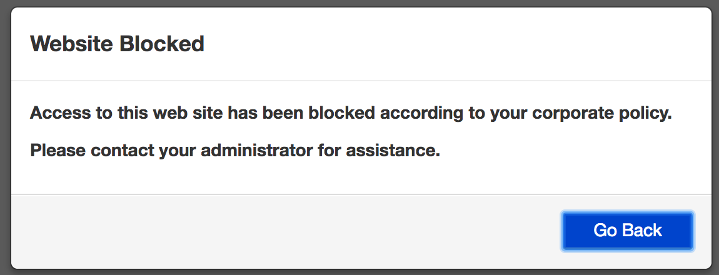 Website Blocked
Access to this web site has been blocked according to your corporate policy.
Please contact your administrator for assistance.
Go Back